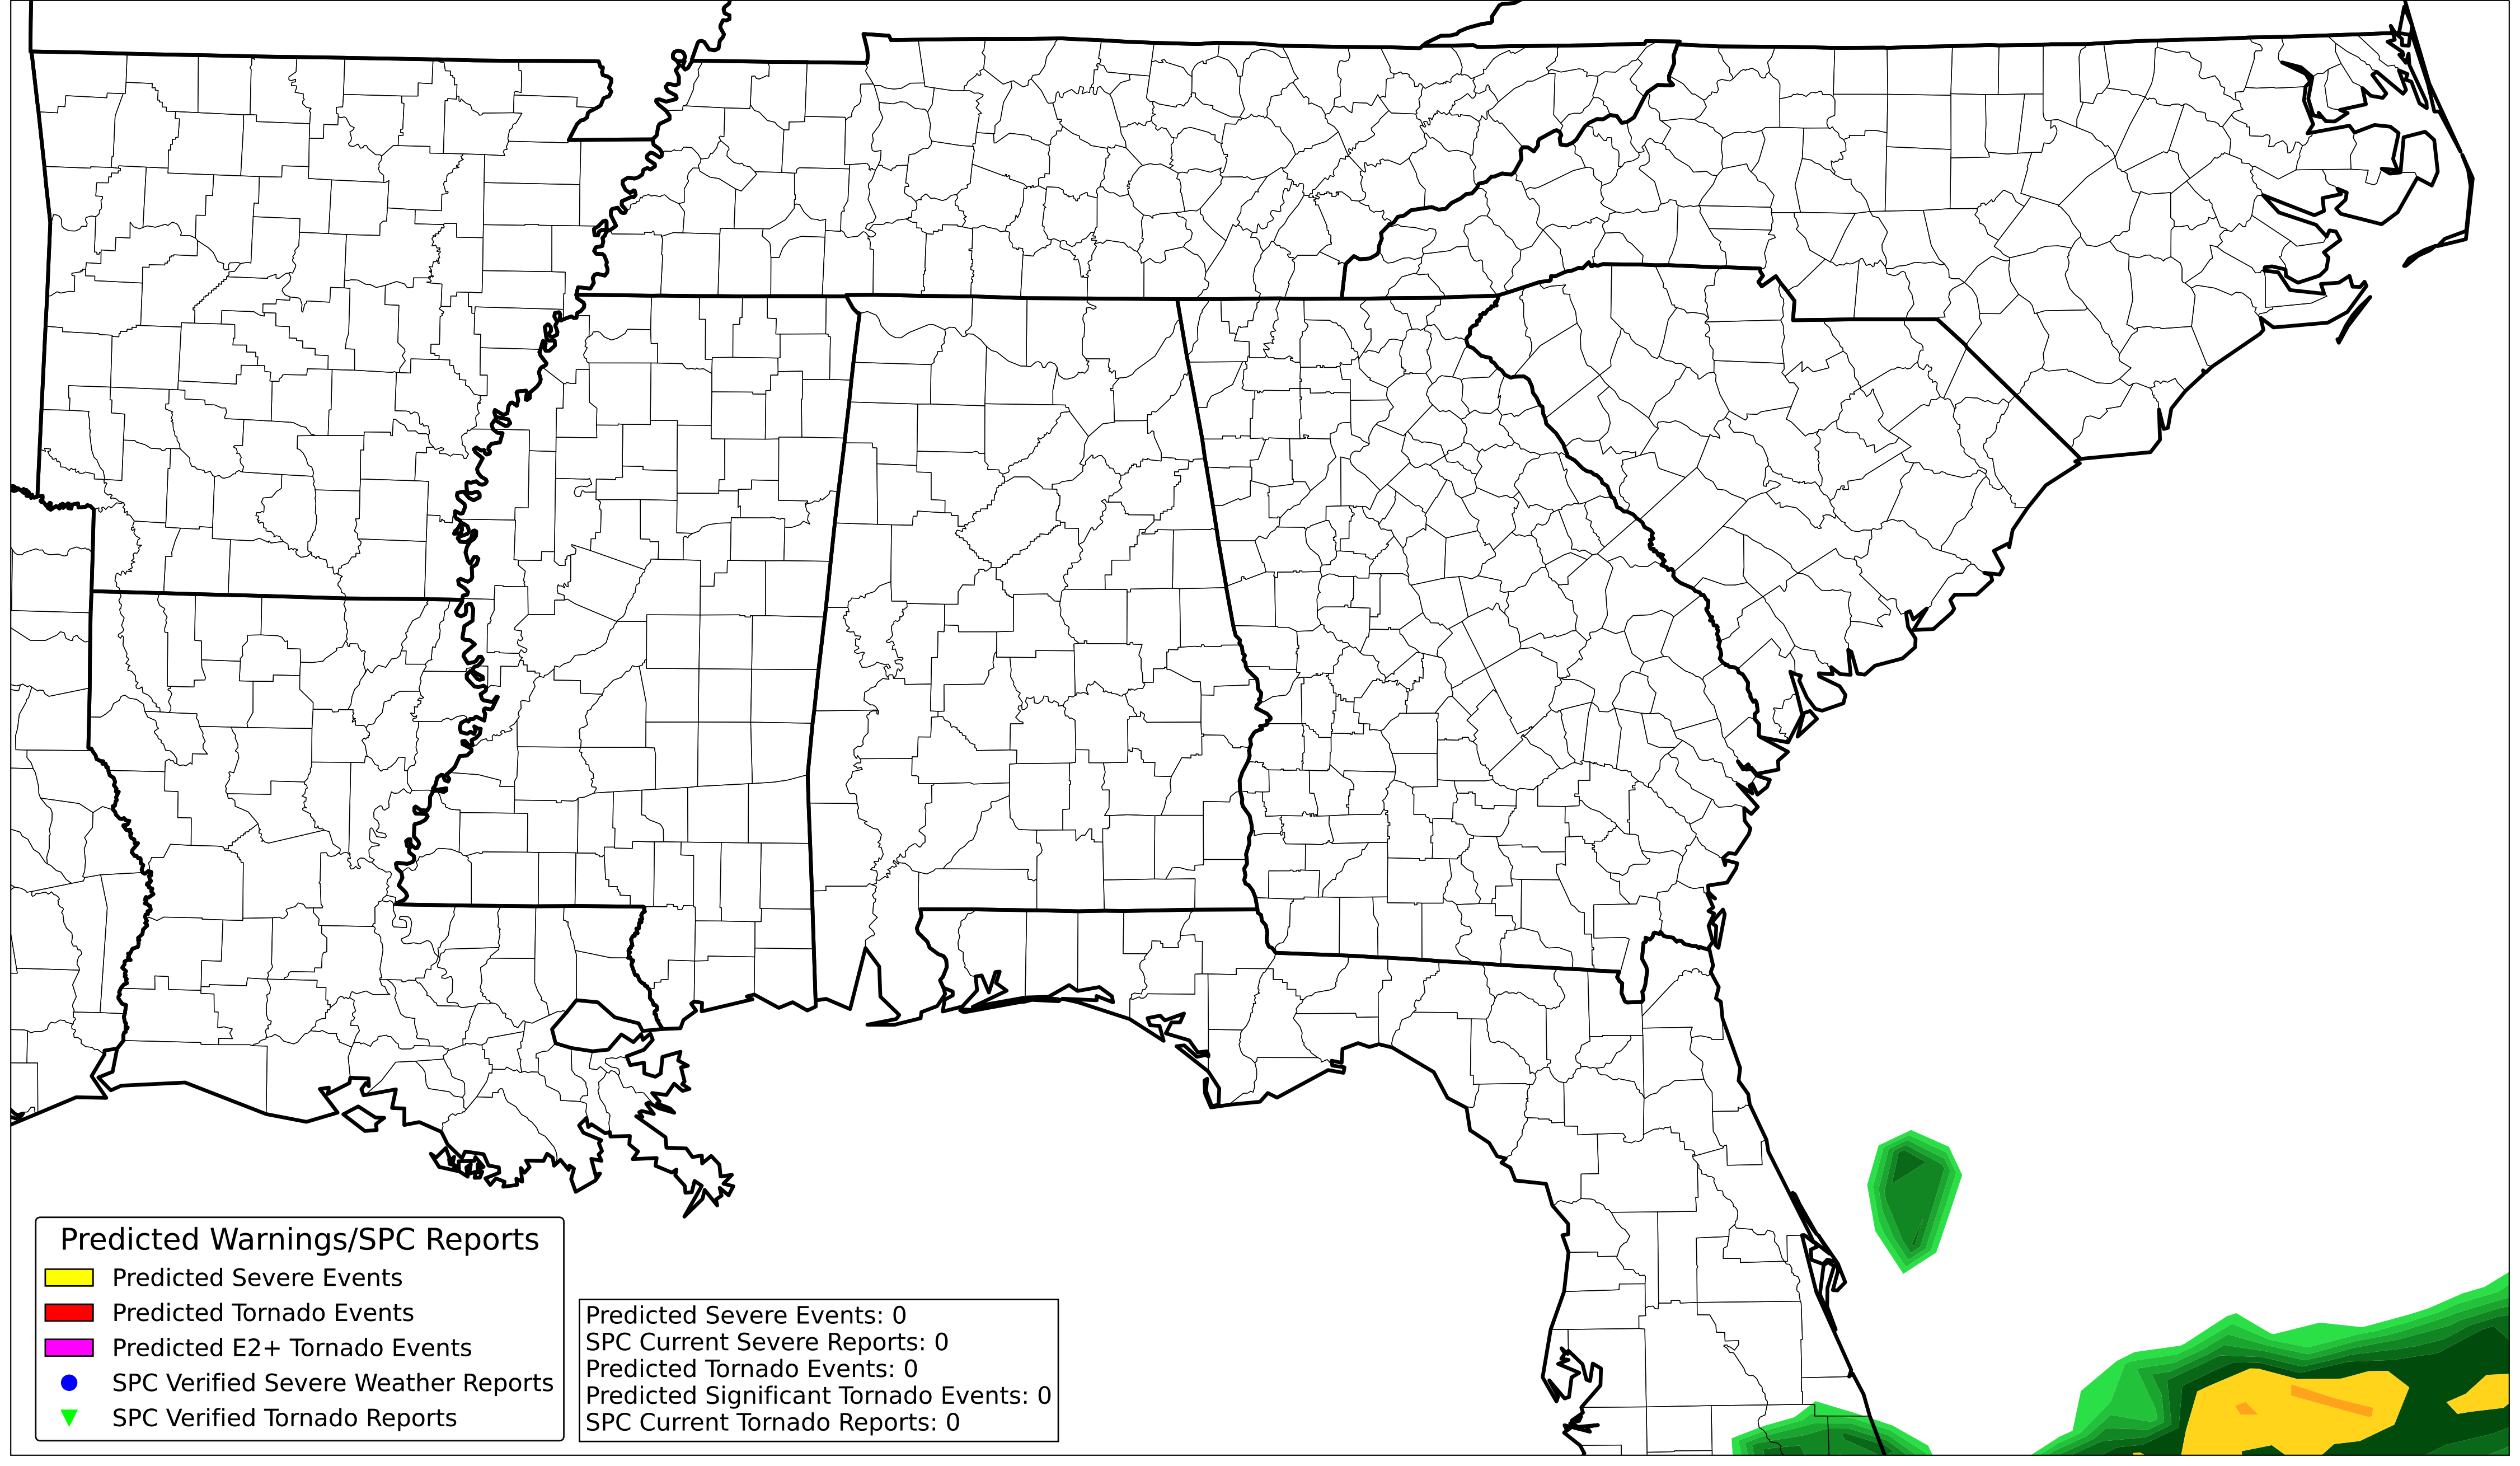 Predicted Warnings/SPC Reports
Predicted Severe Events
Predicted Tornado Events
Predicted E2+ Tornado Events
SPC Verified Severe Weather Reports
SPC Verified Tornado Reports
Predicted Severe Events: 0
SPC Current Severe Reports: 0
Predicted Tornado Events: 0
Predicted Significant Tornado Events: 0
SPC Current Tornado Reports: 0